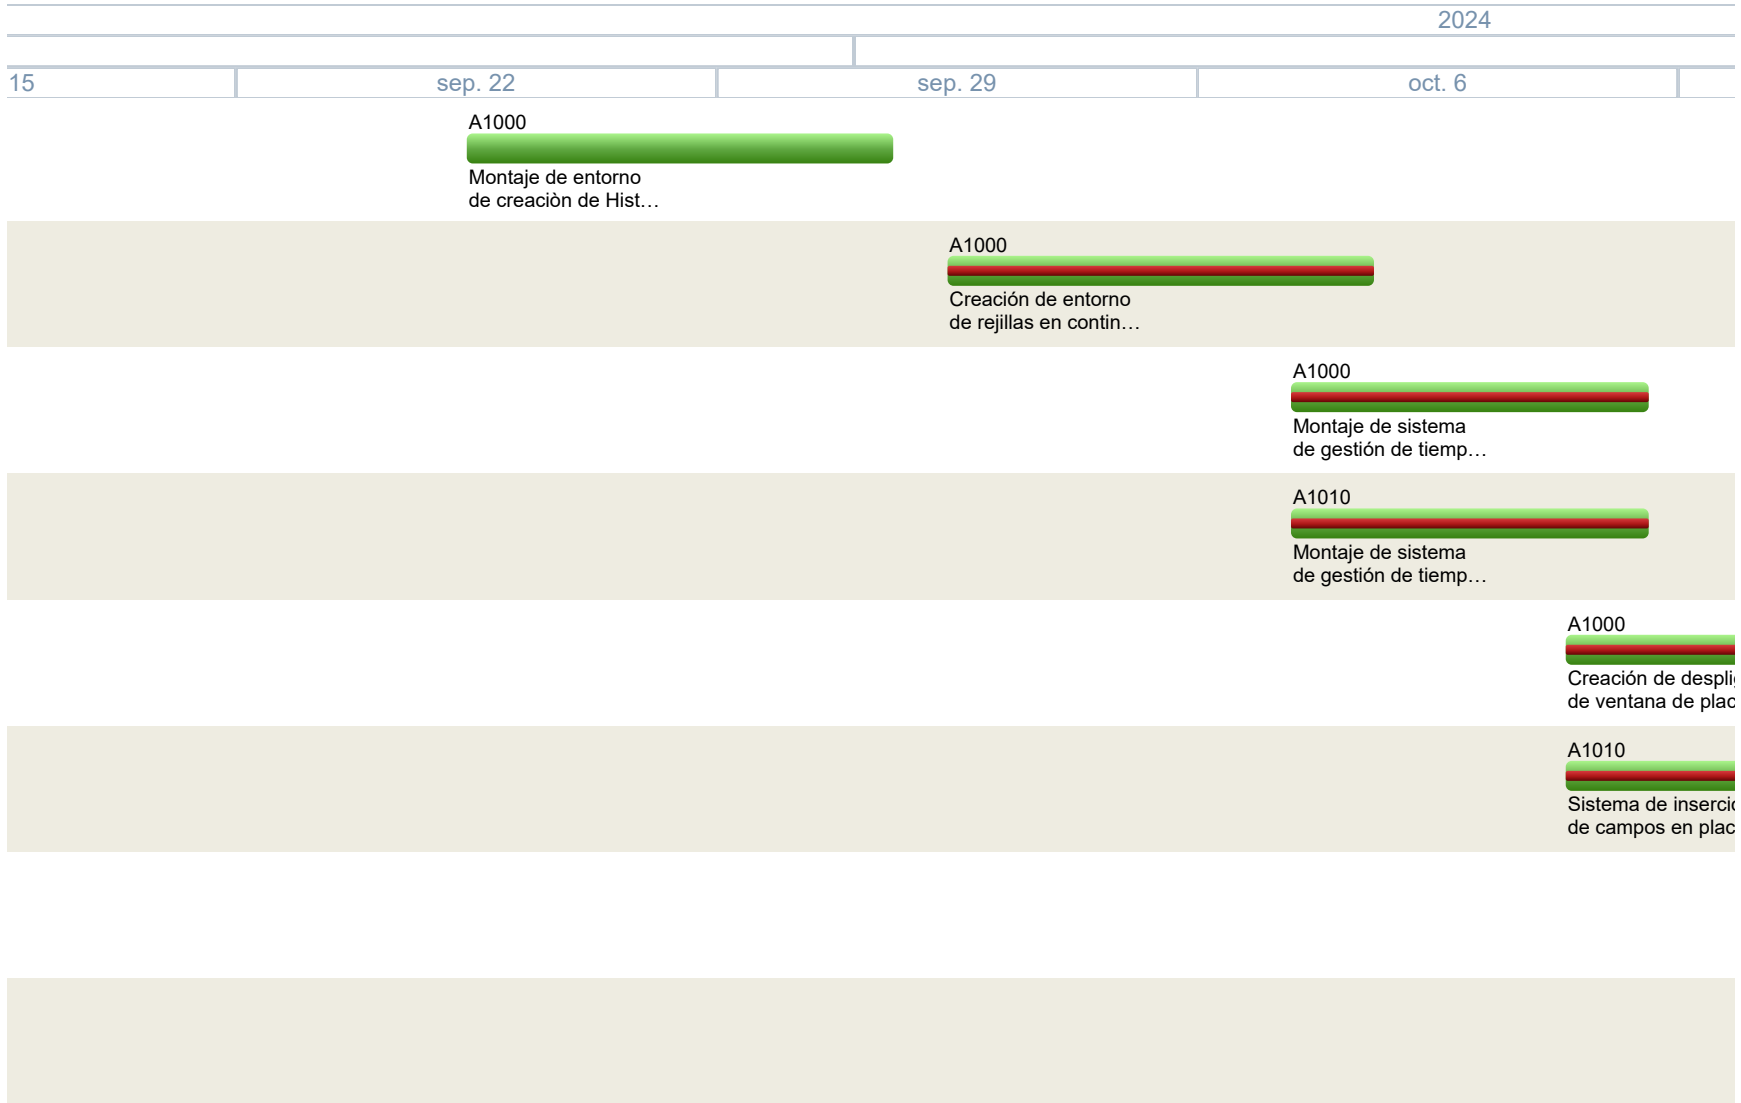 2024
15 sep. 22 sep. 29 oct. 6
A1000
Montaje de entorno
de creaciòn de Hist…
A1000
Creación de entorno
de rejillas en contin…
A1000
Montaje de sistema
de gestión de tiemp…
A1010
Montaje de sistema
de gestión de tiemp…
A1000
Creación de despli
de ventana de plac
A1010
Sistema de inserci
de campos en plac